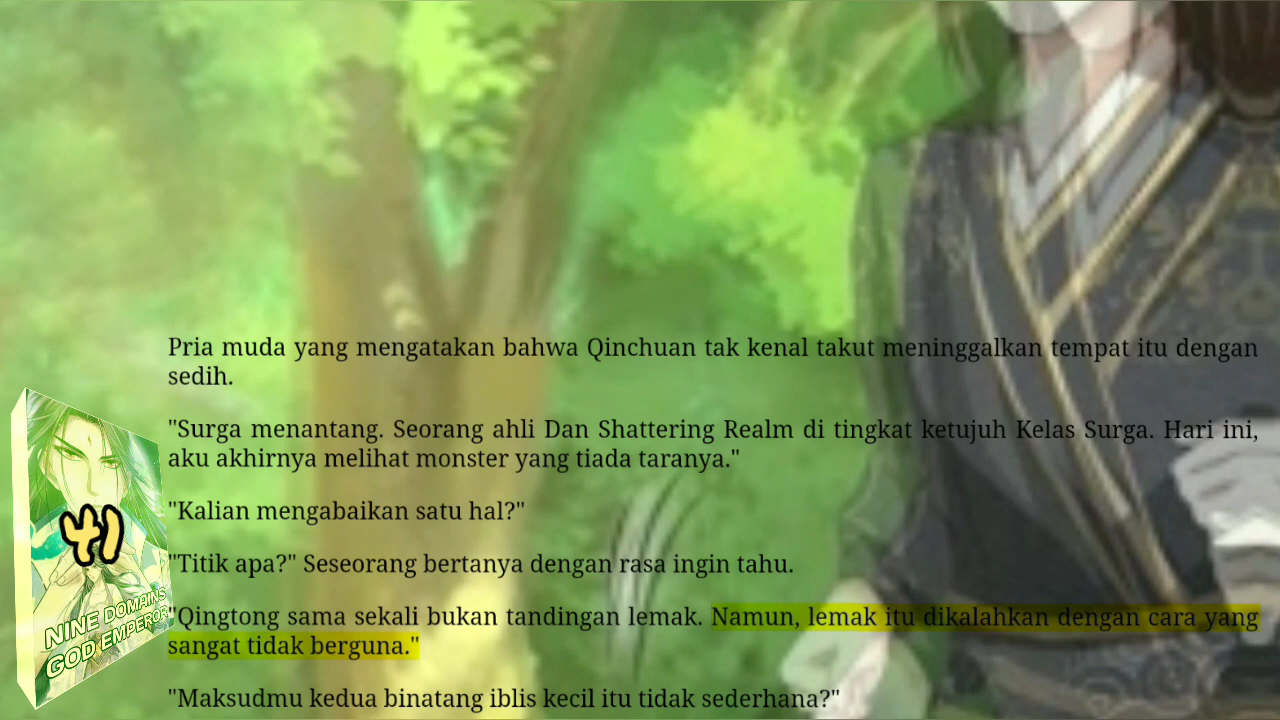 Pria muda yang mengatakan bahwa Qinchuan tak kenal takut meninggalkan tempat itu dengan
sedih.
"Surga menantang. Seorang ahli Dan Shattering Realm di tingkat ketujuh Kelas Surga. Hari ini,
aku akhirnya melihat monster yang tiada taranya."
"Kalian mengabaikan satu hal?"
"Titik apa?" Seseorang bertanya dengan rasa ingin tahu.
"Qingtong sama sekali bukan tandingan lemak. Namun, lemak itu dikalahkan dengan cara yang
sangat tidak berguna."
"Maksudmu kedua binatang iblis kecil itu tidak sederhana?"
41
NINE DOMAINS
GOD EMPEROR